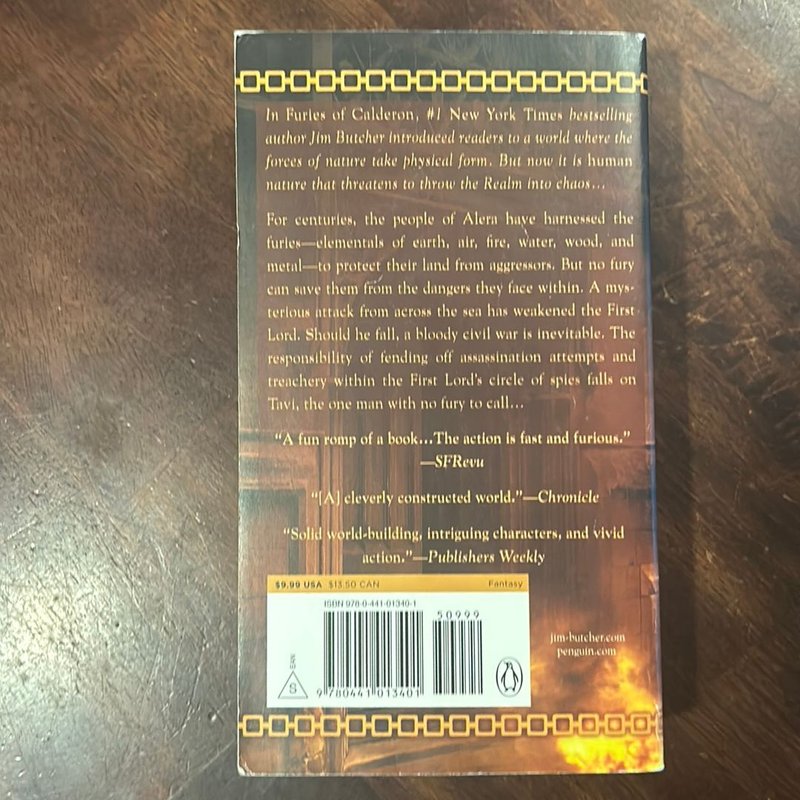 In Furies of Calderon, #1 New York Times bestselling
author Jim Butcher introduced readers to a world where the
forces of nature take physical form. But now it is human
nature that threatens to throw the Realm into chaos...
For centuries, the people of Alera have harnessed the
furies—elementals of earth, air, fire, water, wood, and
metal—to protect their land from aggressors. But no fury
can save them from the dangers they face within. A mys-
terious attack from across the sea has weakened the First
Lord. Should he fall, a bloody civil war is inevitable. The
responsibility of fending off assassination attempts and
treachery within the First Lord's circle of spies falls on
Tavi, the one man with no fury to call...
"A fun romp of a book...The action is fast and furious."
—SFRevu
"[A] cleverly constructed world."—Chronicle
"Solid world-building, intriguing characters, and vivid
action."—Publishers Weekly
$9.99 USA $13.50 CAN Fantasy
ISBN 978-0-441-01340-1
50999
EAN
S
9 780441 013401
jim-butcher.com
penguin.com